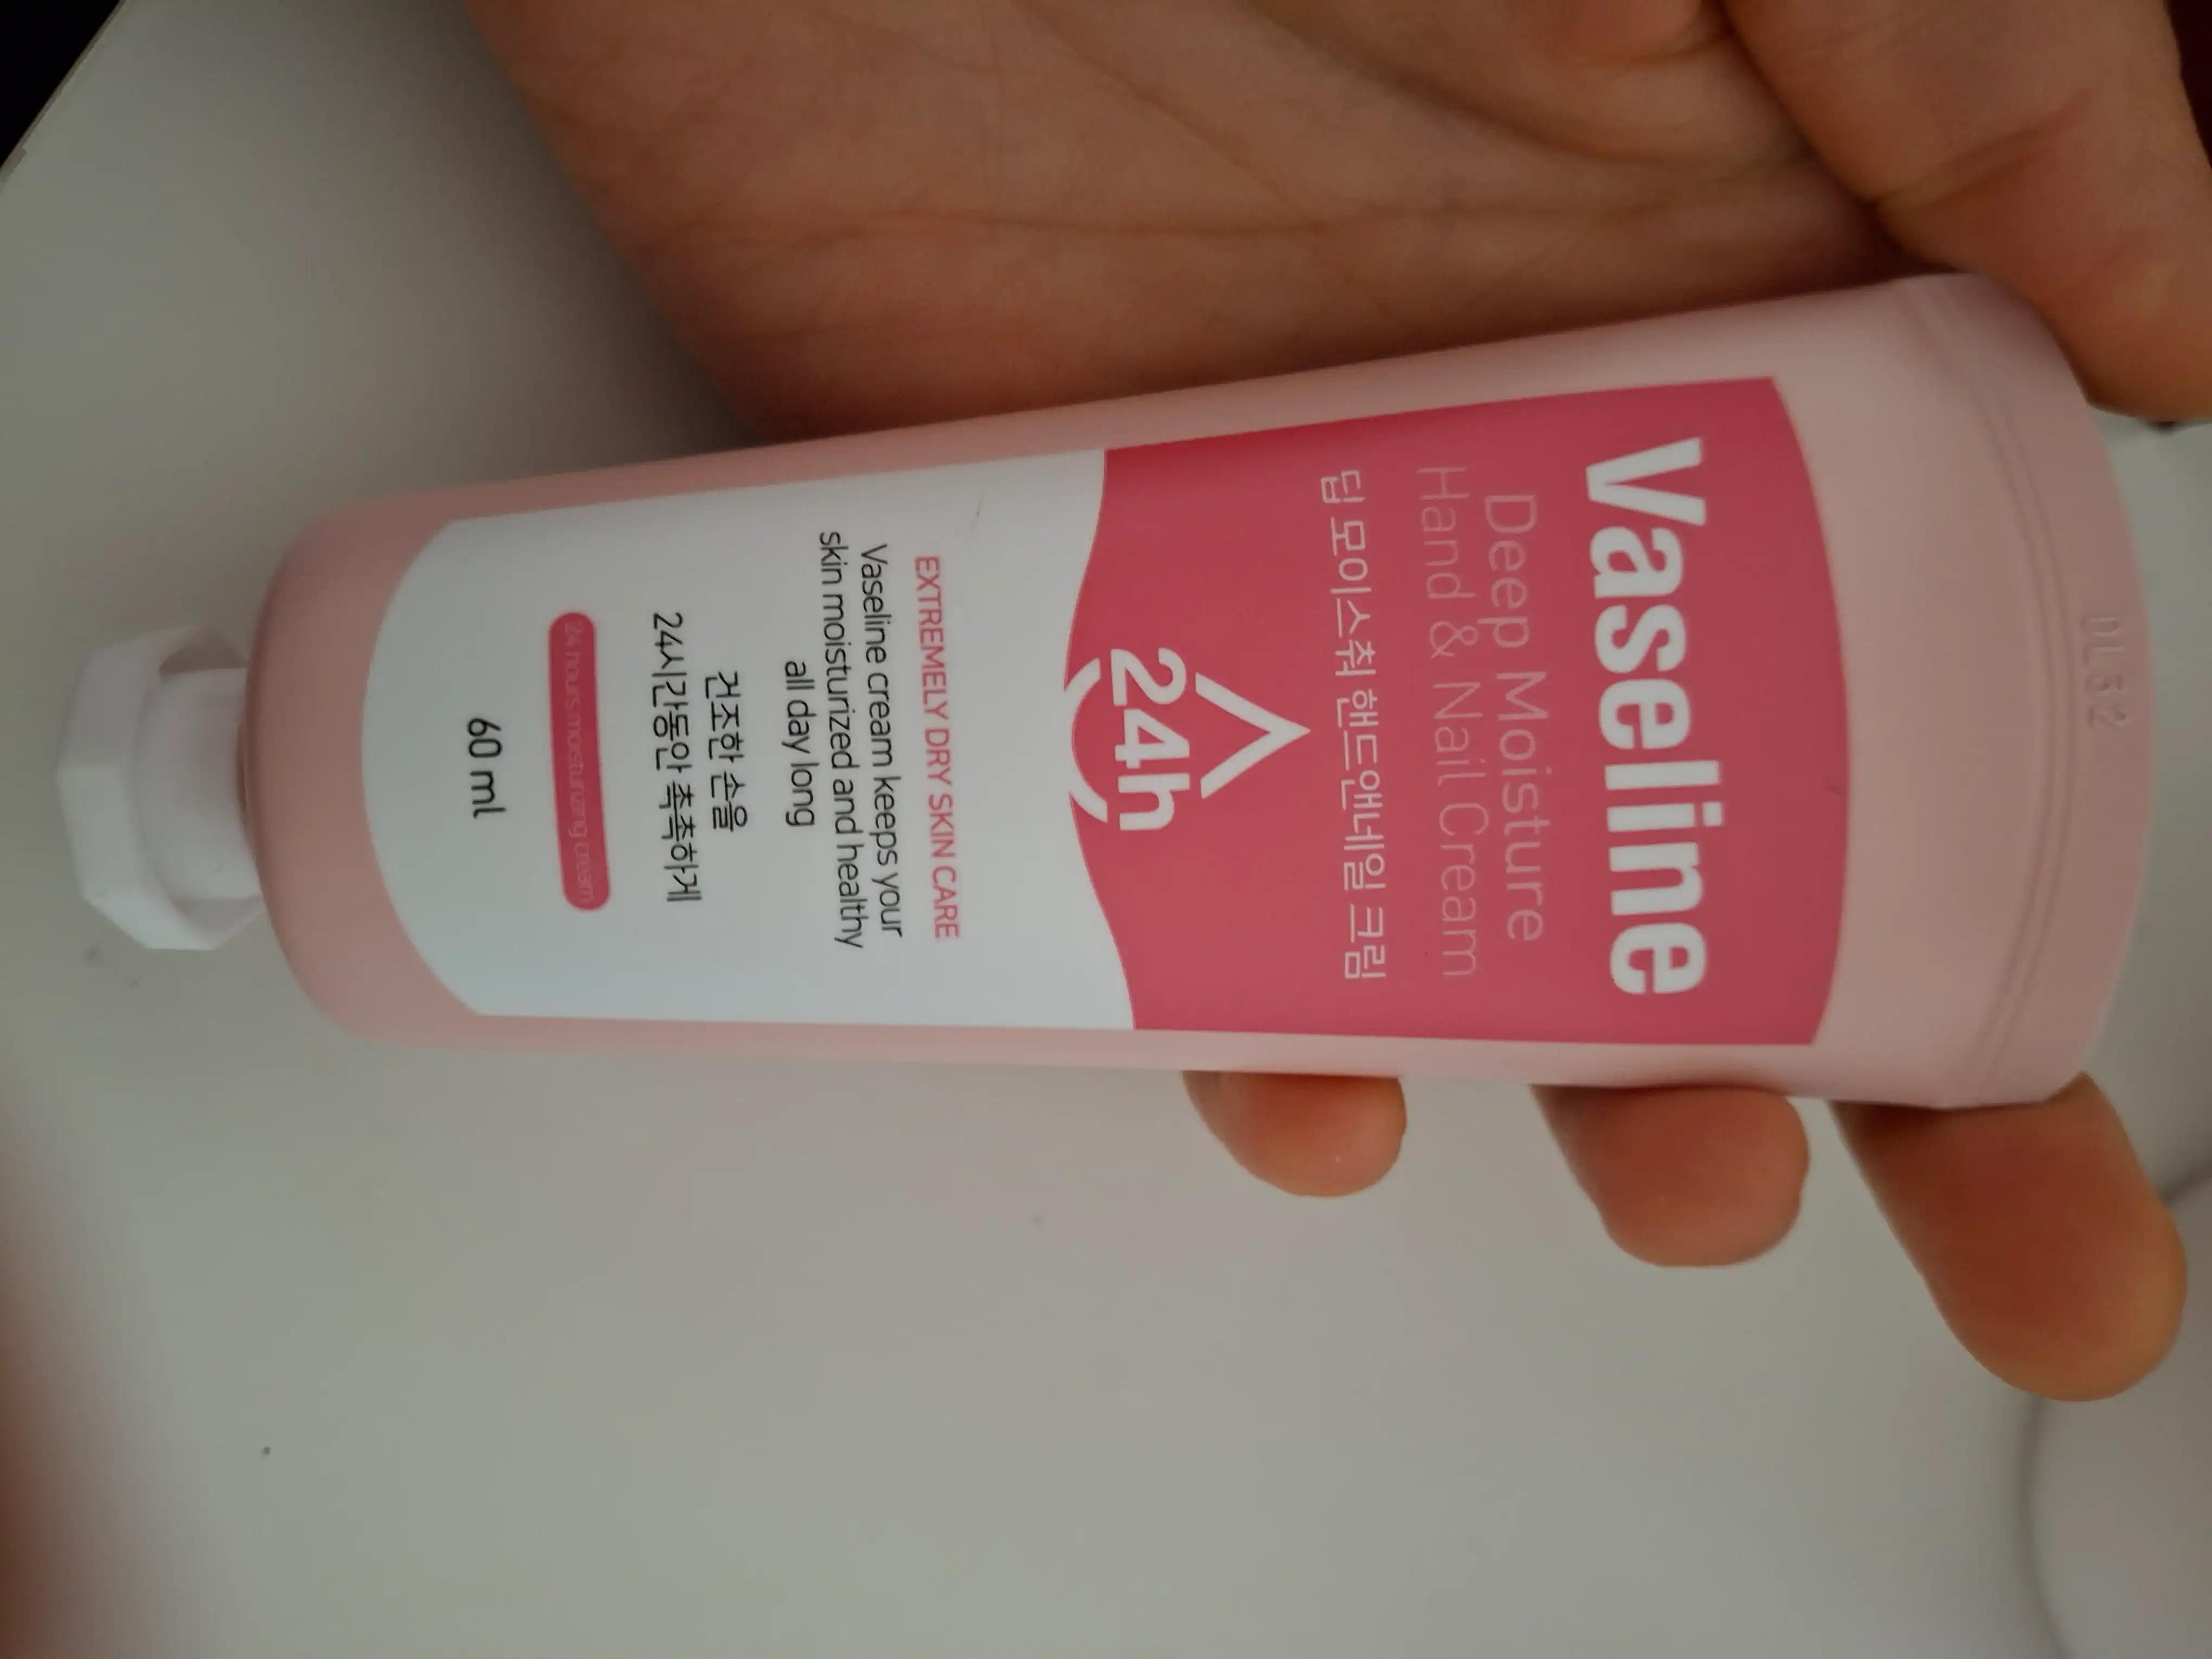 Vaseline
Deep Moisture
Hand & Nail Cream
딥 모이스춰 핸드앤네일 크림
24h
EXTREMELY DRY SKIN CARE
Vaseline cream keeps your
skin moisturized and healthy
all day long
건조한 손을
24시간동안 촉촉하게
24 hours moisturizing cream
60 ml